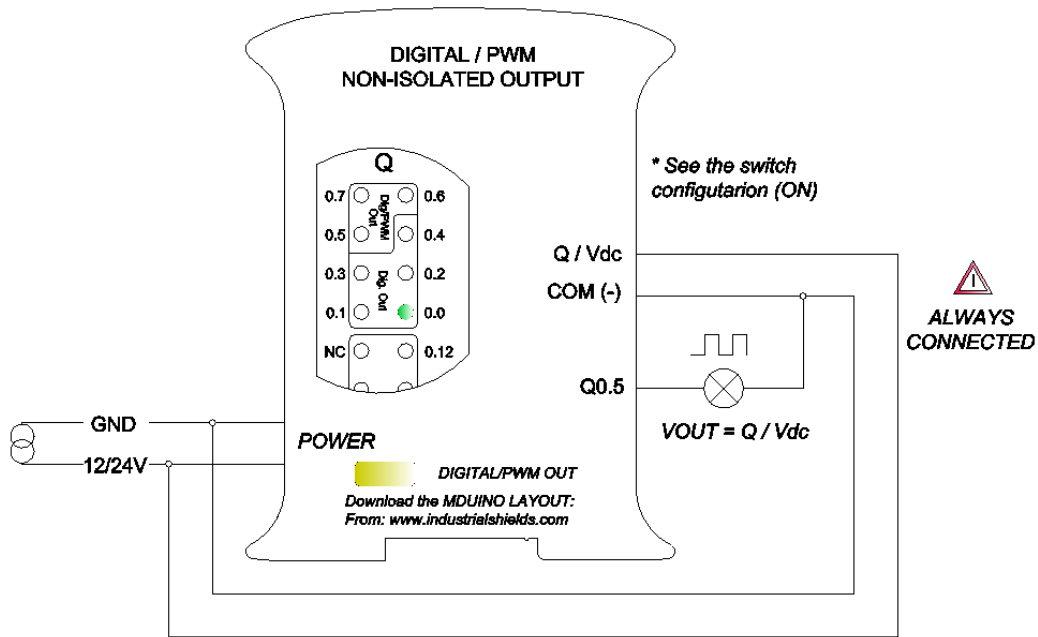 DIGITAL / PWM
NON-ISOLATED OUTPUT
Q
0.7
0.6
Dig/PWM
Out
0.5
0.4
0.3
0.2
Dig. Out
0.1
0.0
NC
0.12
* See the switch
configutarion (ON)
Q / Vdc
COM (-)
ALWAYS
CONNECTED
Q0.5
VOUT = Q / Vdc
GND
12/24V
POWER
DIGITAL/PWM OUT
Download the MDUINO LAYOUT:
From: www.industrialshields.com